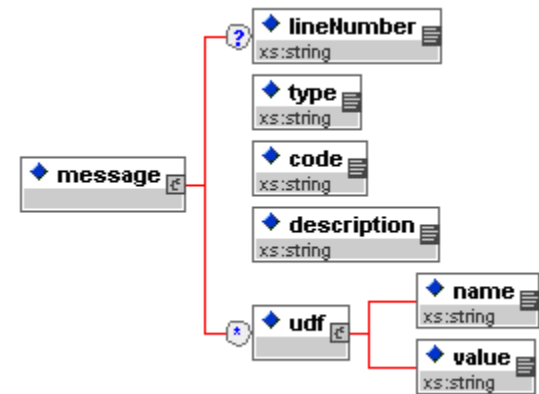 lineNumber
xs:string
type
xs:string
code
xs:string
message
description
xs:string
udf
name
xs:string
value
xs:string
?
*